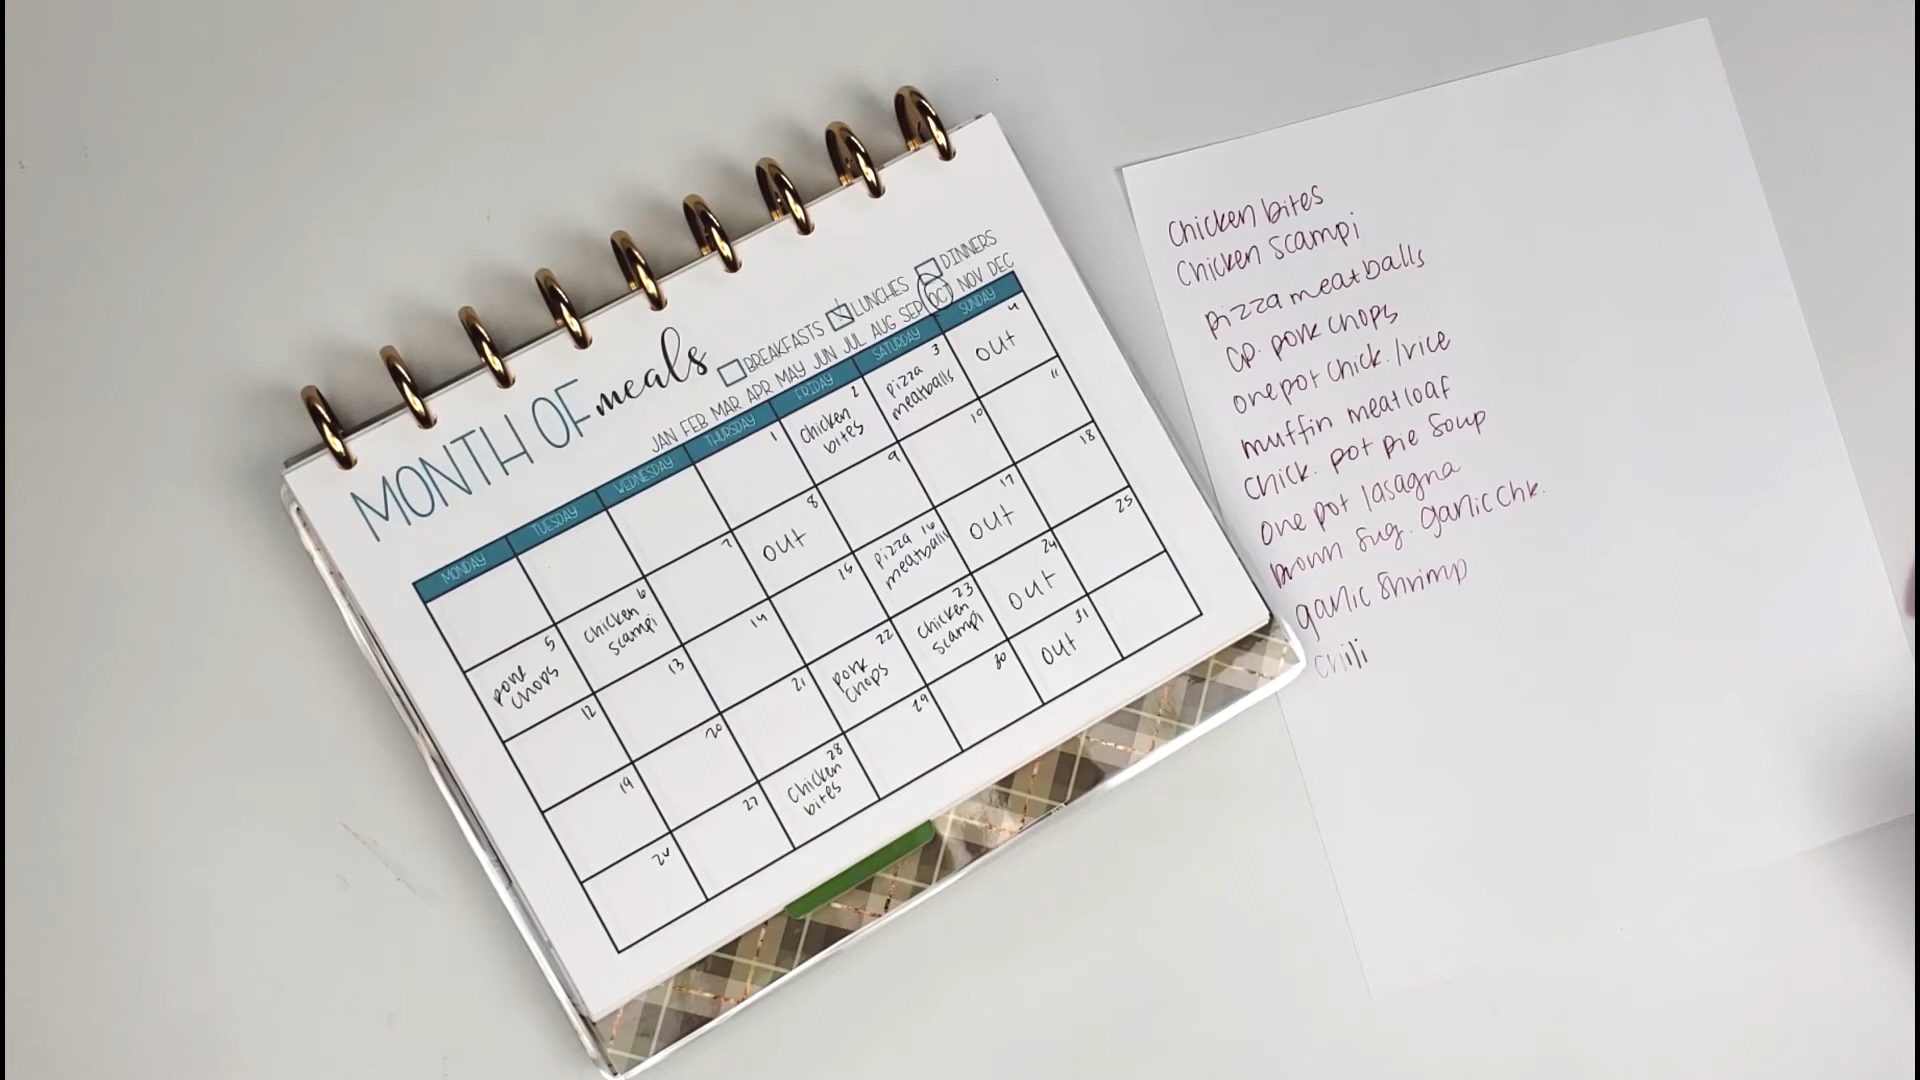 MONTH OF meals
BREAKFASTS LUNCHES DINNERS
JAN FEB MAR APR MAY JUN JUL AUG SEP OCT NOV DEC
MONDAY TUESDAY WEDNESDAY THURSDAY FRIDAY SATURDAY SUNDAY
1 2 3 4
chicken
bites
pizza
meatballs
out
5 6 7 8 9 10 11
pork
chops
chicken
scampi
out
12 13 14 15 16 17 18
pizza
meatballs
out
19 20 21 22 23 24 25
pork
chops
chicken
scampi
out
26 27 28 29 30 31
chicken
bites
out
Chicken bites
Chicken Scampi
pizza meatballs
CP. pork chops
one pot chick./rice
muffin meatloaf
chick. pot pie soup
one pot lasagna
brown sug. garlic chk.
garlic shrimp
chili